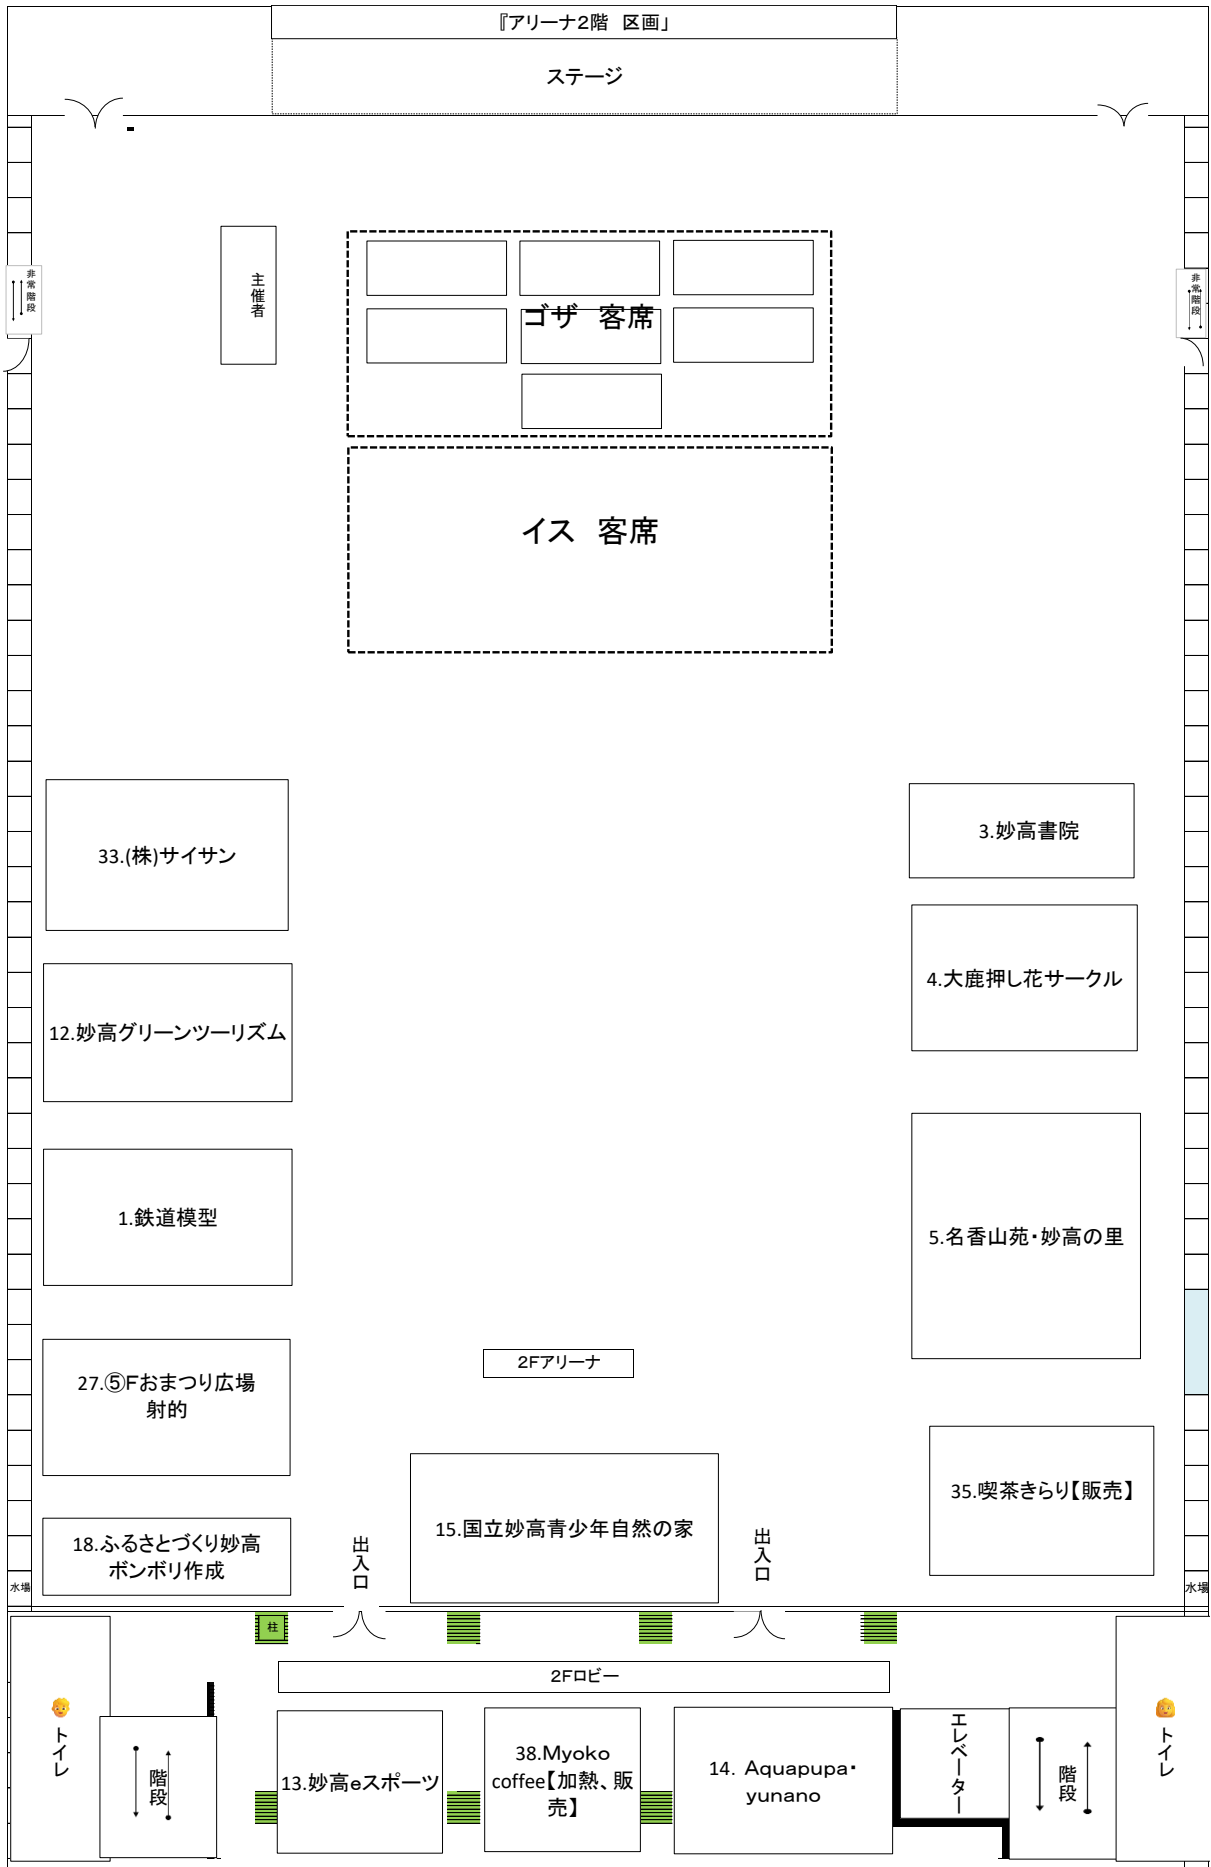 『アリーナ2階 区画」
ステージ
非常階段
主催者
ゴザ 客席
非常階段
イス 客席
33.(株)サイサン
3.妙高書院
4.大鹿押し花サークル
12.妙高グリーンツーリズム
1.鉄道模型
5.名香山苑・妙高の里
2Fアリーナ
27.⑤Fおまつり広場
射的
35.喫茶きらり【販売】
15.国立妙高青少年自然の家
18.ふるさとづくり妙高
ボンボリ作成
出入口
出入口
水場
水場
柱
2Fロビー
トイレ
階段
13.妙高eスポーツ
38.Myoko
coffee【加熱、販
売】
14. Aquapupa・
yunano
エレベーター
階段
トイレ